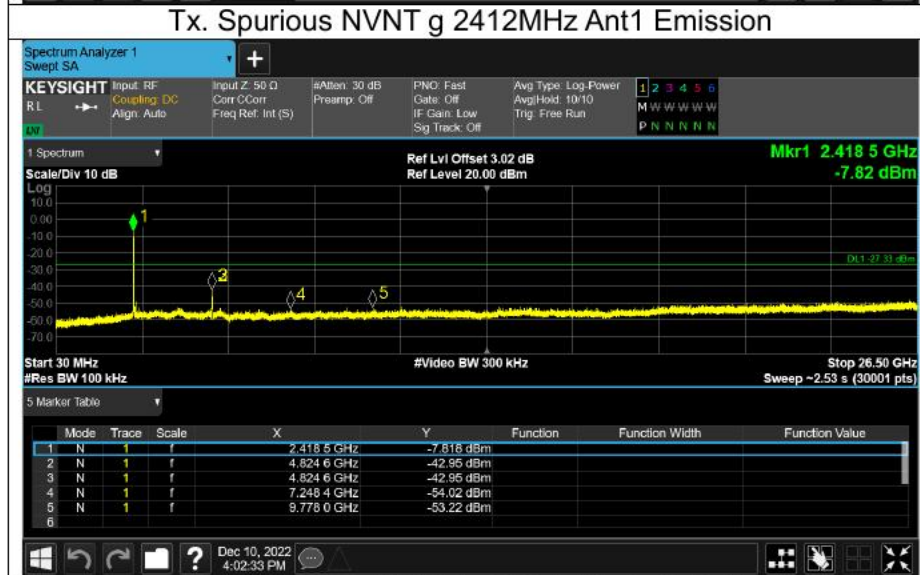 Tx. Spurious NVNT g 2412MHz Ant1 Emission
Spectrum Analyzer 1
Swept SA
+
KEYSIGHT Input: RF Input Z: 50 Ω #Atten: 30 dB PNO: Fast Avg Type: Log-Power 1 2 3 4 5 6
RL Coupling: DC Corr CCorr Preamp: Off Gate: Off Avg|Hold: 10/10 M W W W W W
Align: Auto Freq Ref: Int (S) IF Gain: Low Trig: Free Run
Sig Track: Off P N N N N N
LXI
1 Spectrum Ref Lvl Offset 3.02 dB Mkr1 2.418 5 GHz
Scale/Div 10 dB Ref Level 20.00 dBm -7.82 dBm
Log
10.0
0.00 1
-10.0
-20.0
DL1 -27.33 dBm
-30.0
-40.0 3
-50.0 4 5
-60.0
-70.0
Start 30 MHz #Video BW 300 kHz Stop 26.50 GHz
#Res BW 100 kHz Sweep ~2.53 s (30001 pts)
5 Marker Table
Mode Trace Scale X Y Function Function Width Function Value
1 N 1 f 2.418 5 GHz -7.818 dBm
2 N 1 f 4.824 6 GHz -42.95 dBm
3 N 1 f 4.824 6 GHz -42.95 dBm
4 N 1 f 7.248 4 GHz -54.02 dBm
5 N 1 f 9.778 0 GHz -53.22 dBm
6
? Dec 10, 2022
4:02:33 PM